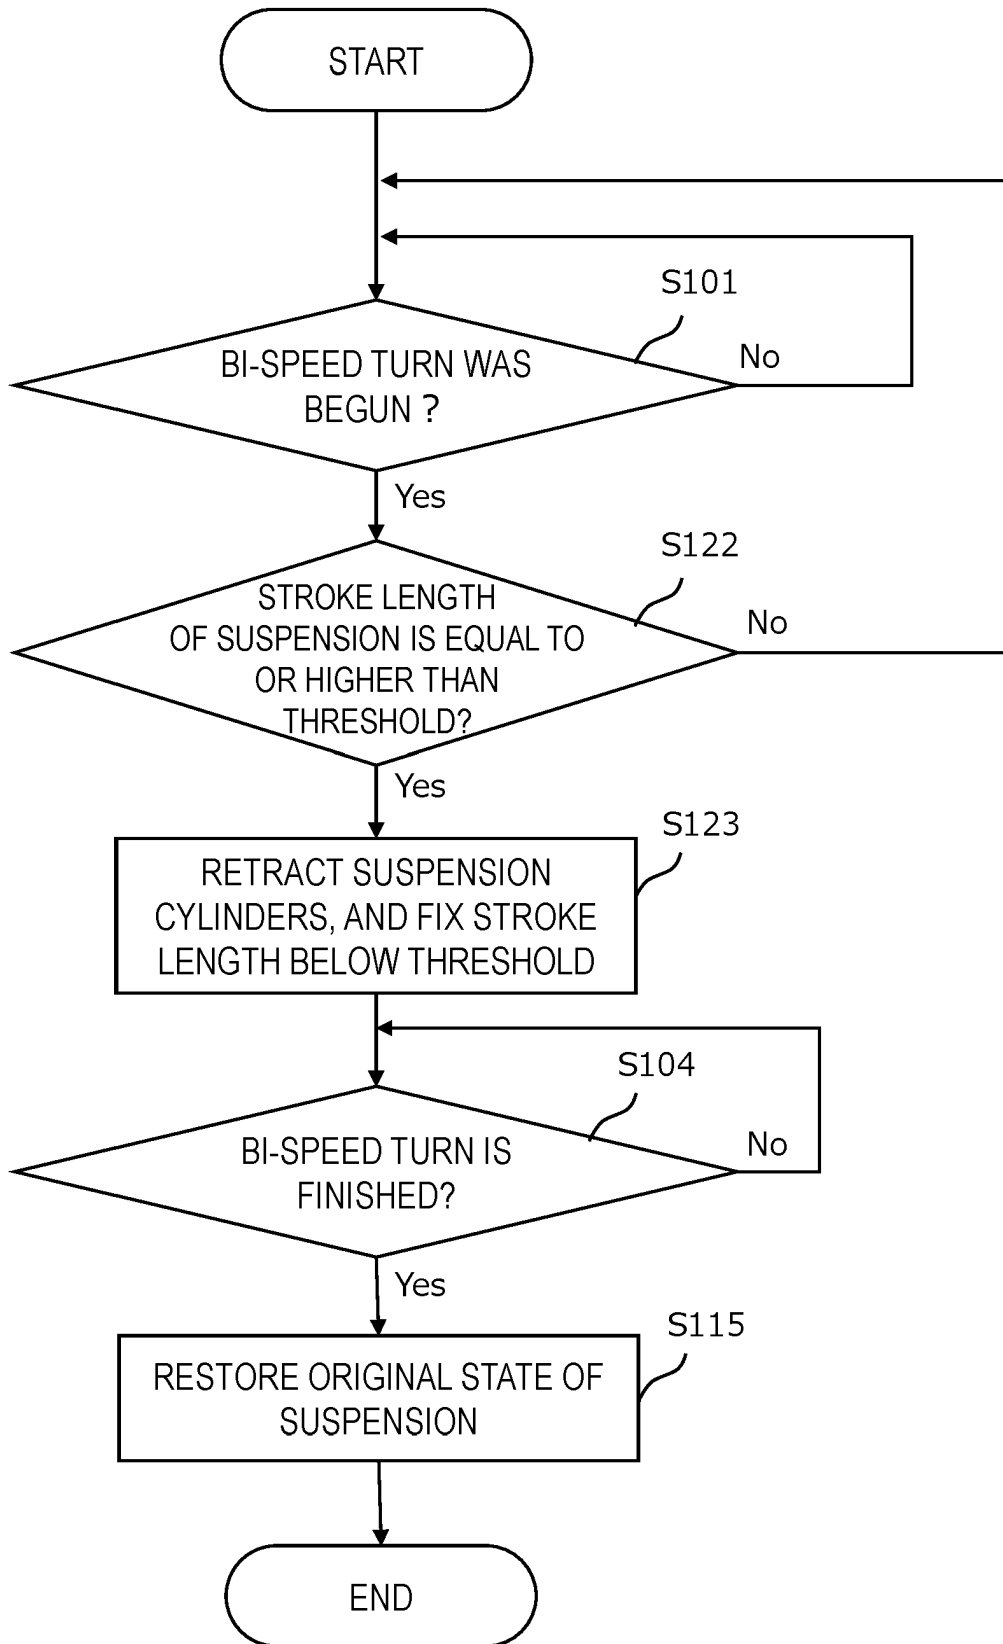 START
S101
BI-SPEED TURN WAS
BEGUN ?
No
Yes
S122
STROKE LENGTH
OF SUSPENSION IS EQUAL TO
OR HIGHER THAN
THRESHOLD?
No
Yes
S123
RETRACT SUSPENSION
CYLINDERS, AND FIX STROKE
LENGTH BELOW THRESHOLD
S104
BI-SPEED TURN IS
FINISHED?
No
Yes
S115
RESTORE ORIGINAL STATE OF
SUSPENSION
END